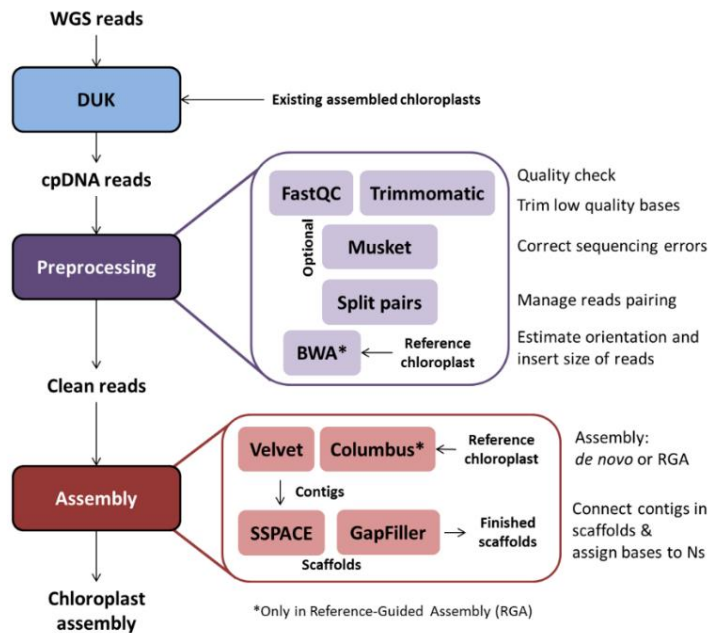 WGS reads
DUK
Existing assembled chloroplasts
cpDNA reads
FastQC
Trimmomatic
Quality check
Trim low quality bases
Optional
Preprocessing
Musket
Correct sequencing errors
Split pairs
Manage reads pairing
BWA*
Reference
chloroplast
Estimate orientation and
insert size of reads
Clean reads
Velvet
Columbus*
Reference
chloroplast
Assembly:
de novo or RGA
Assembly
Contigs
SSPACE
GapFiller
Finished
scaffolds
Connect contigs in
scaffolds &
assign bases to Ns
Scaffolds
Chloroplast
assembly
*Only in Reference-Guided Assembly (RGA)